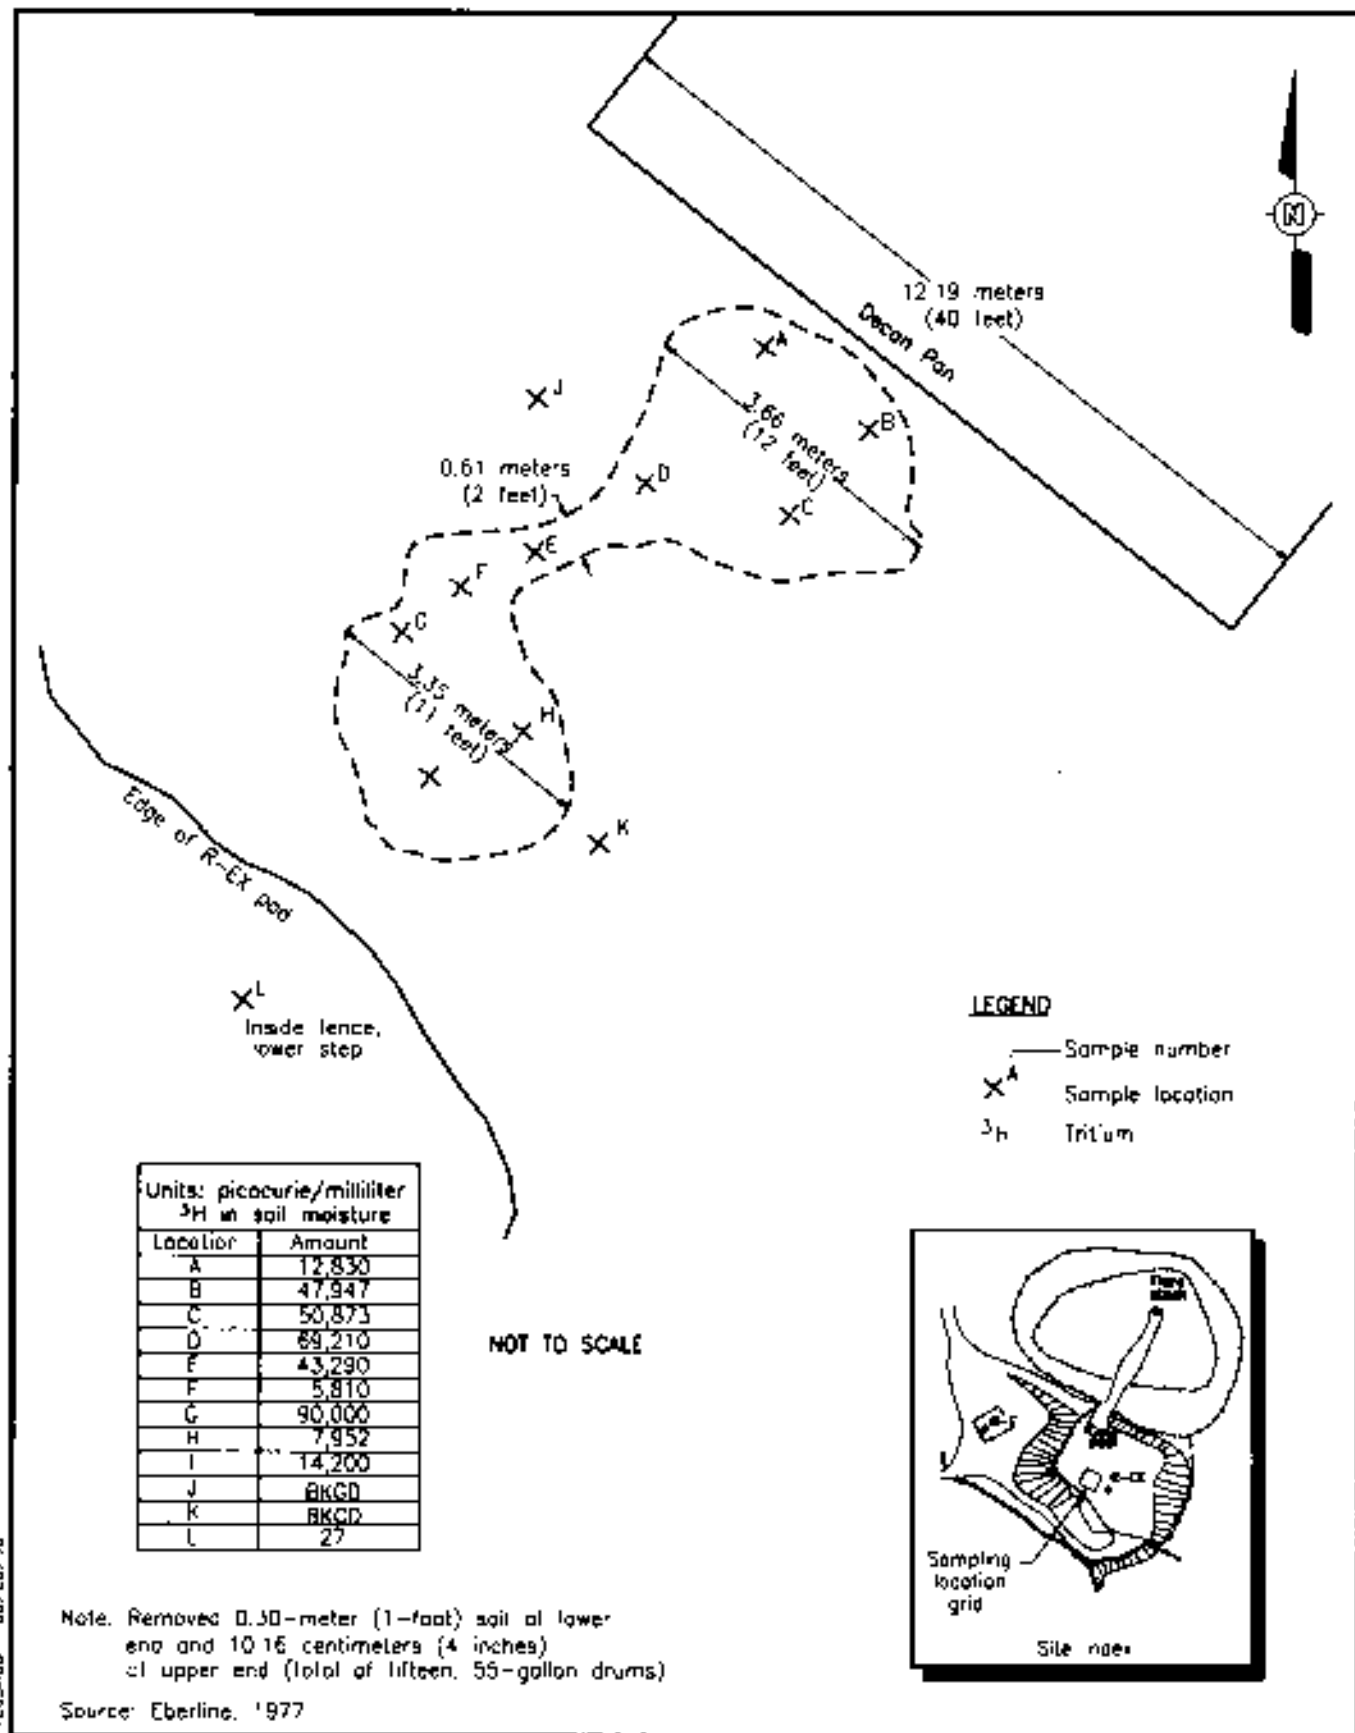 N
12.19 meters
(40 feet)
Decon Pan
A
J
B
3.66 meters
(12 feet)
0.61 meters
(2 feet)
D
C
E
F
G
3.35 meters
(11 feet)
H
K
Edge of R-EX pad
L
Inside fence,
lower step
LEGEND
Sample number
A
Sample location
³H Tritium
Units: picocurie/milliliter
³H in soil moisture
Location Amount
A 12,830
B 47,947
C 50,873
D 69,210
E 43,290
F 5,810
G 90,000
H 7,952
I 14,200
J BKGD
K BKGD
L 27
NOT TO SCALE
Sampling
location
grid
Site index
Note: Removed 0.30-meter (1-foot) soil at lower
end and 10.16 centimeters (4 inches)
at upper end (total of fifteen, 55-gallon drums)
Source: Eberline, 1977